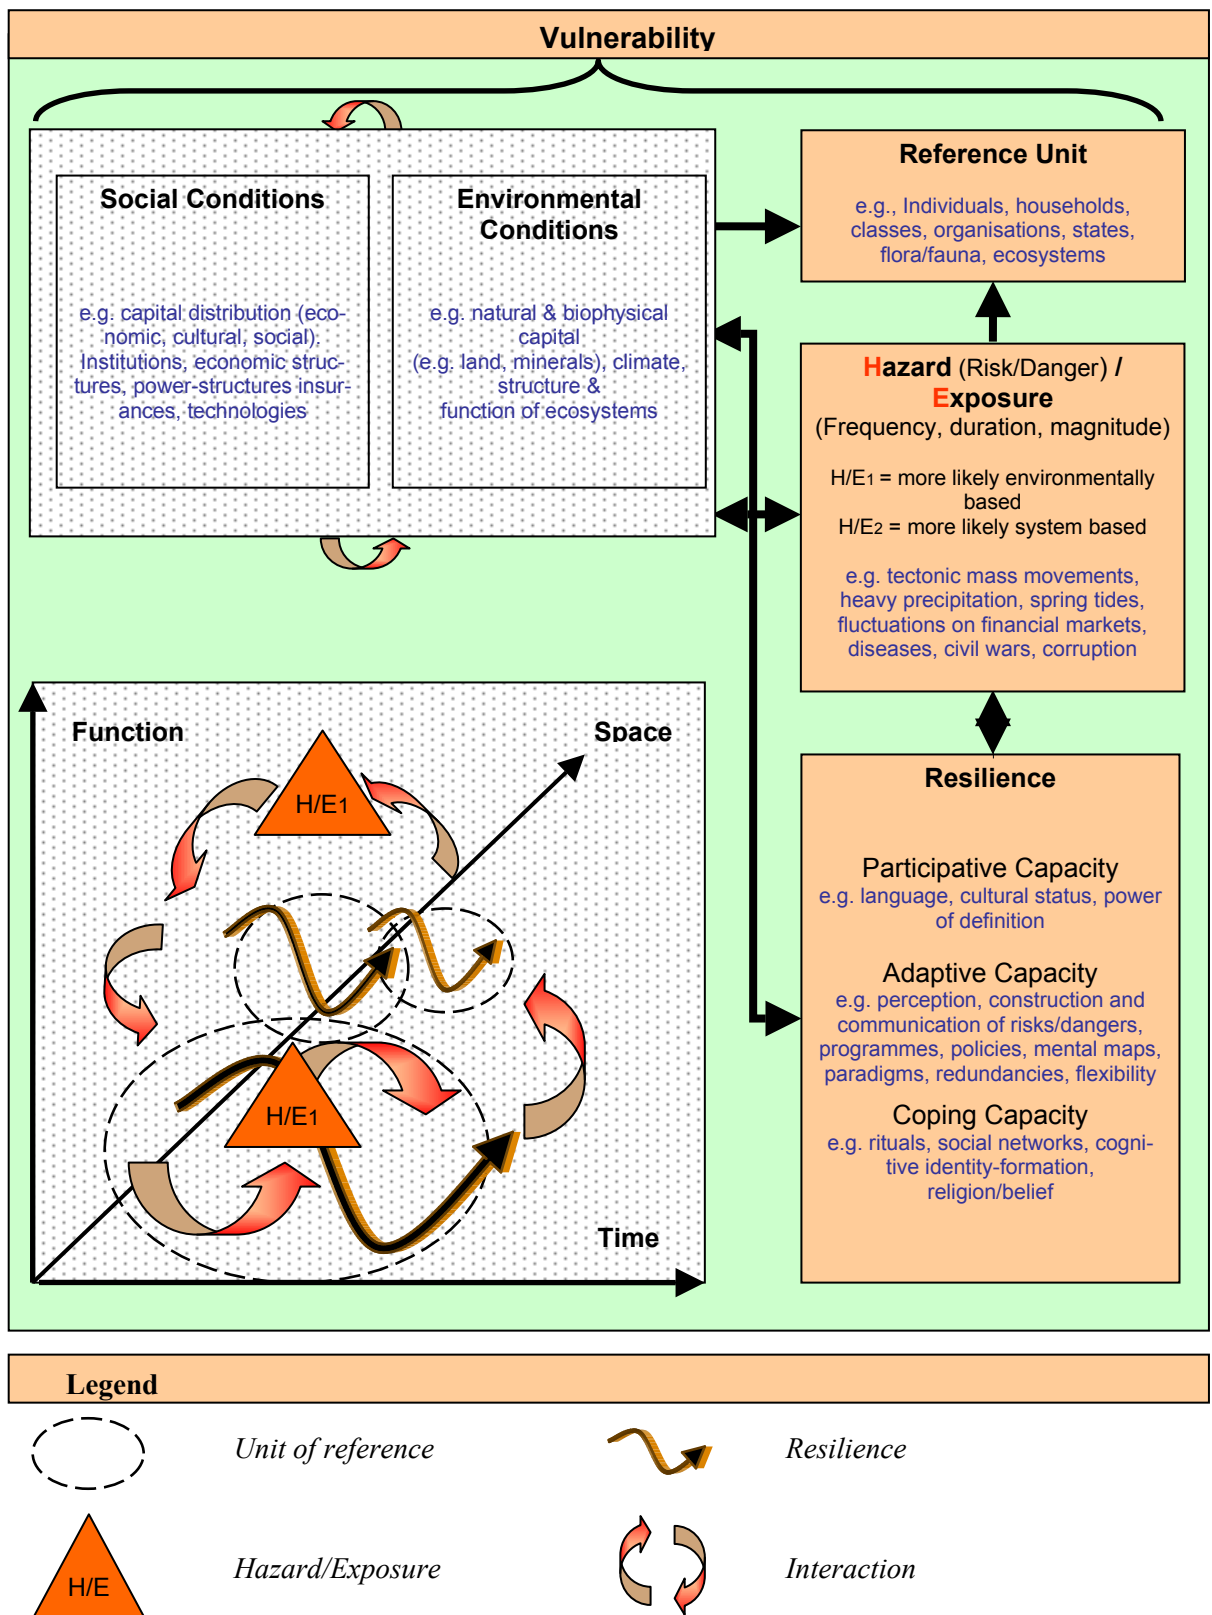 Vulnerability
Social Conditions
e.g. capital distribution (eco-
nomic, cultural, social).
Institutions, economic struc-
tures, power-structures insur-
ances, technologies
Environmental
Conditions
e.g. natural & biophysical
capital
(e.g. land, minerals), climate,
structure &
function of ecosystems
Reference Unit
e.g., Individuals, households,
classes, organisations, states,
flora/fauna, ecosystems
Hazard (Risk/Danger) /
Exposure
(Frequency, duration, magnitude)
H/E1 = more likely environmentally
based
H/E2 = more likely system based
e.g. tectonic mass movements,
heavy precipitation, spring tides,
fluctuations on financial markets,
diseases, civil wars, corruption
Resilience
Participative Capacity
e.g. language, cultural status, power
of definition
Adaptive Capacity
e.g. perception, construction and
communication of risks/dangers,
programmes, policies, mental maps,
paradigms, redundancies, flexibility
Coping Capacity
e.g. rituals, social networks, cogni-
tive identity-formation,
religion/belief
Function
Space
H/E1
H/E1
Time
Legend
Unit of reference
Resilience
H/E
Hazard/Exposure
Interaction